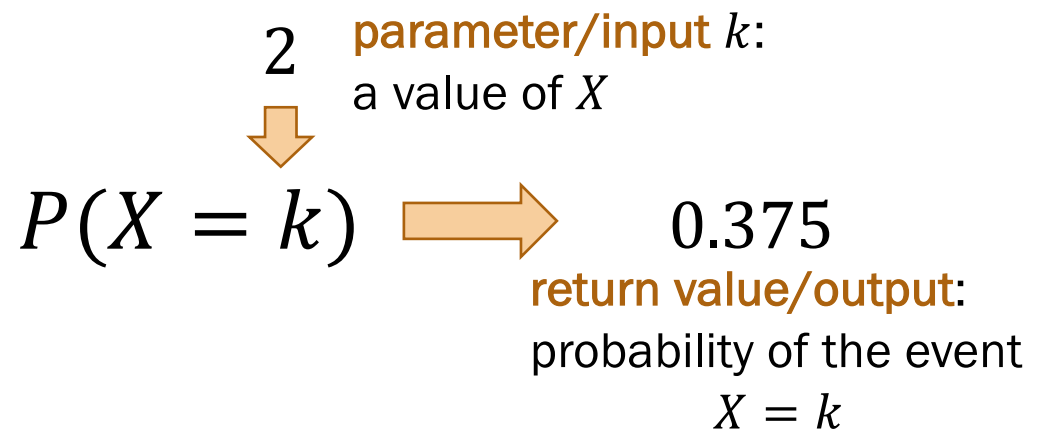 2 parameter/input k:
a value of X
P(X = k) 0.375
return value/output:
probability of the event
X = k